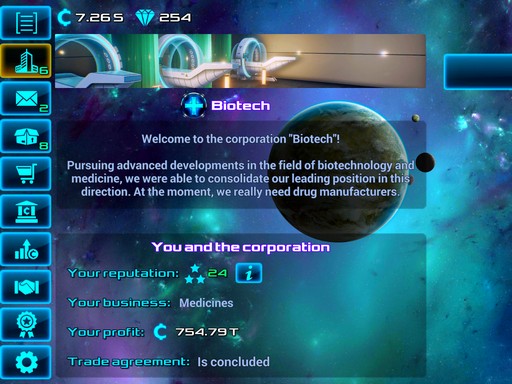 7.26 S 254
6
2
8
Biotech
Welcome to the corporation "Biotech"!
Pursuing advanced developments in the field of biotechnology and
medicine, we were able to consolidate our leading position in this
direction. At the moment, we really need drug manufacturers.
You and the corporation
Your reputation: 24 i
Your business: Medicines
Your profit: 754.79 T
Trade agreement: Is concluded